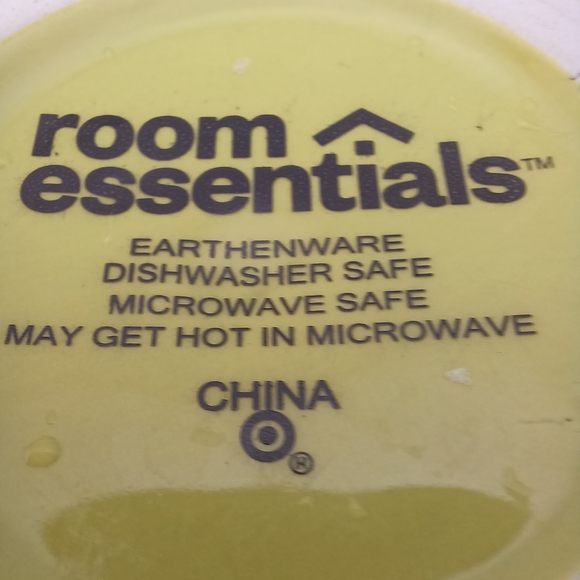 room
essentials™
EARTHENWARE
DISHWASHER SAFE
MICROWAVE SAFE
MAY GET HOT IN MICROWAVE
CHINA
®